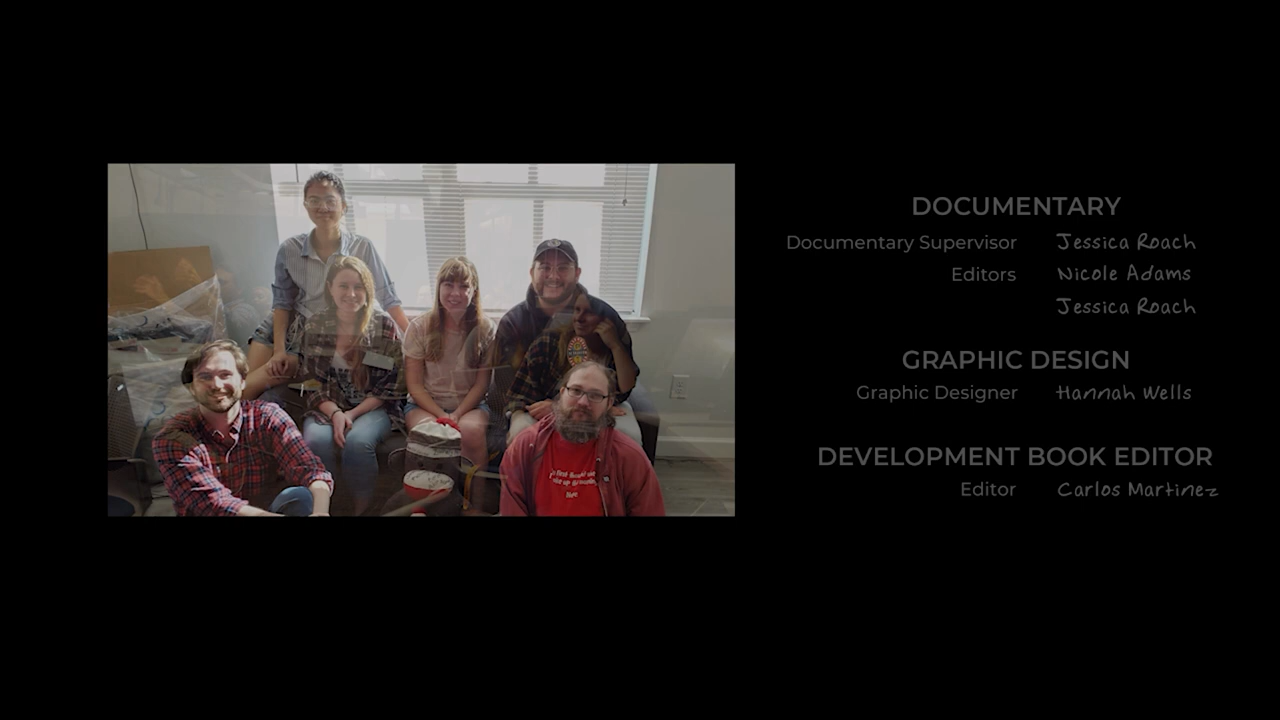 DOCUMENTARY
Documentary Supervisor Jessica Roach
Editors Nicole Adams
Jessica Roach
GRAPHIC DESIGN
Graphic Designer Hannah Wells
DEVELOPMENT BOOK EDITOR
Editor Carlos Martinez